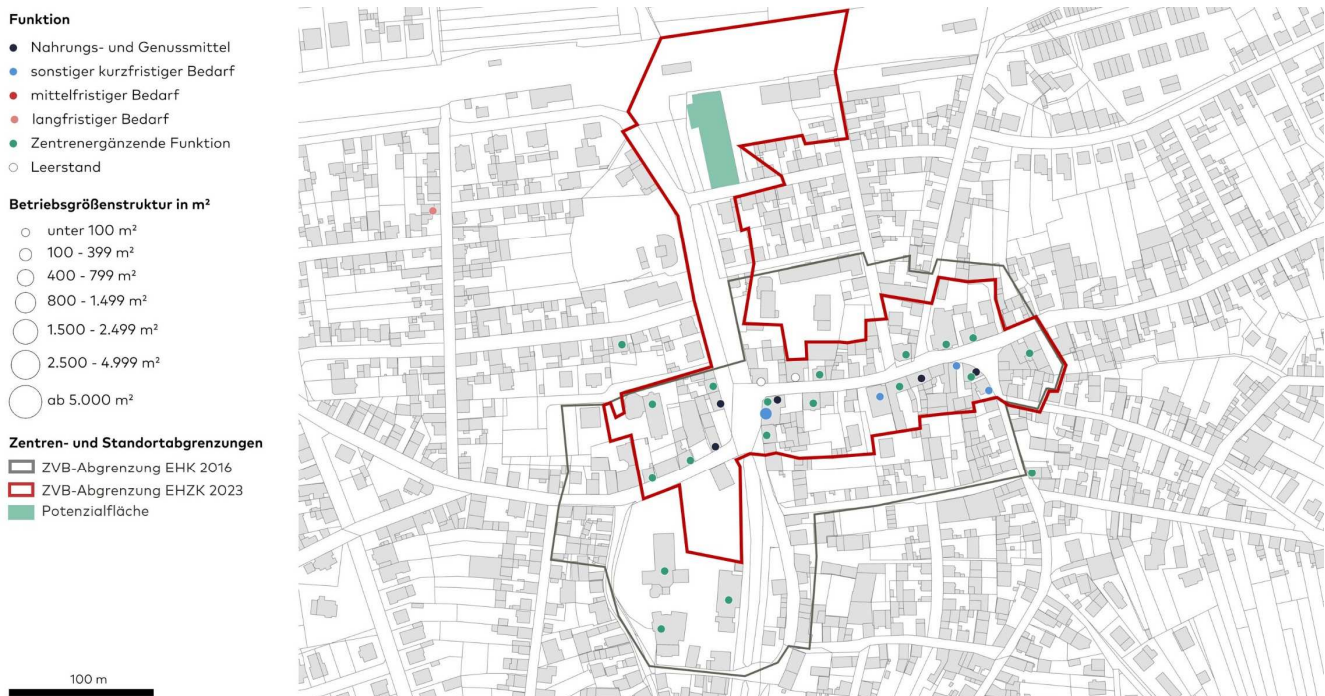 Funktion
Nahrungs- und Genussmittel
sonstiger kurzfristiger Bedarf
mittelfristiger Bedarf
langfristiger Bedarf
Zentrenergänzende Funktion
Leerstand
Betriebsgrößenstruktur in m²
unter 100 m²
100 - 399 m²
400 - 799 m²
800 - 1.499 m²
1.500 - 2.499 m²
2.500 - 4.999 m²
ab 5.000 m²
Zentren- und Standortabgrenzungen
ZVB-Abgrenzung EHK 2016
ZVB-Abgrenzung EHZK 2023
Potenzialfläche
100 m